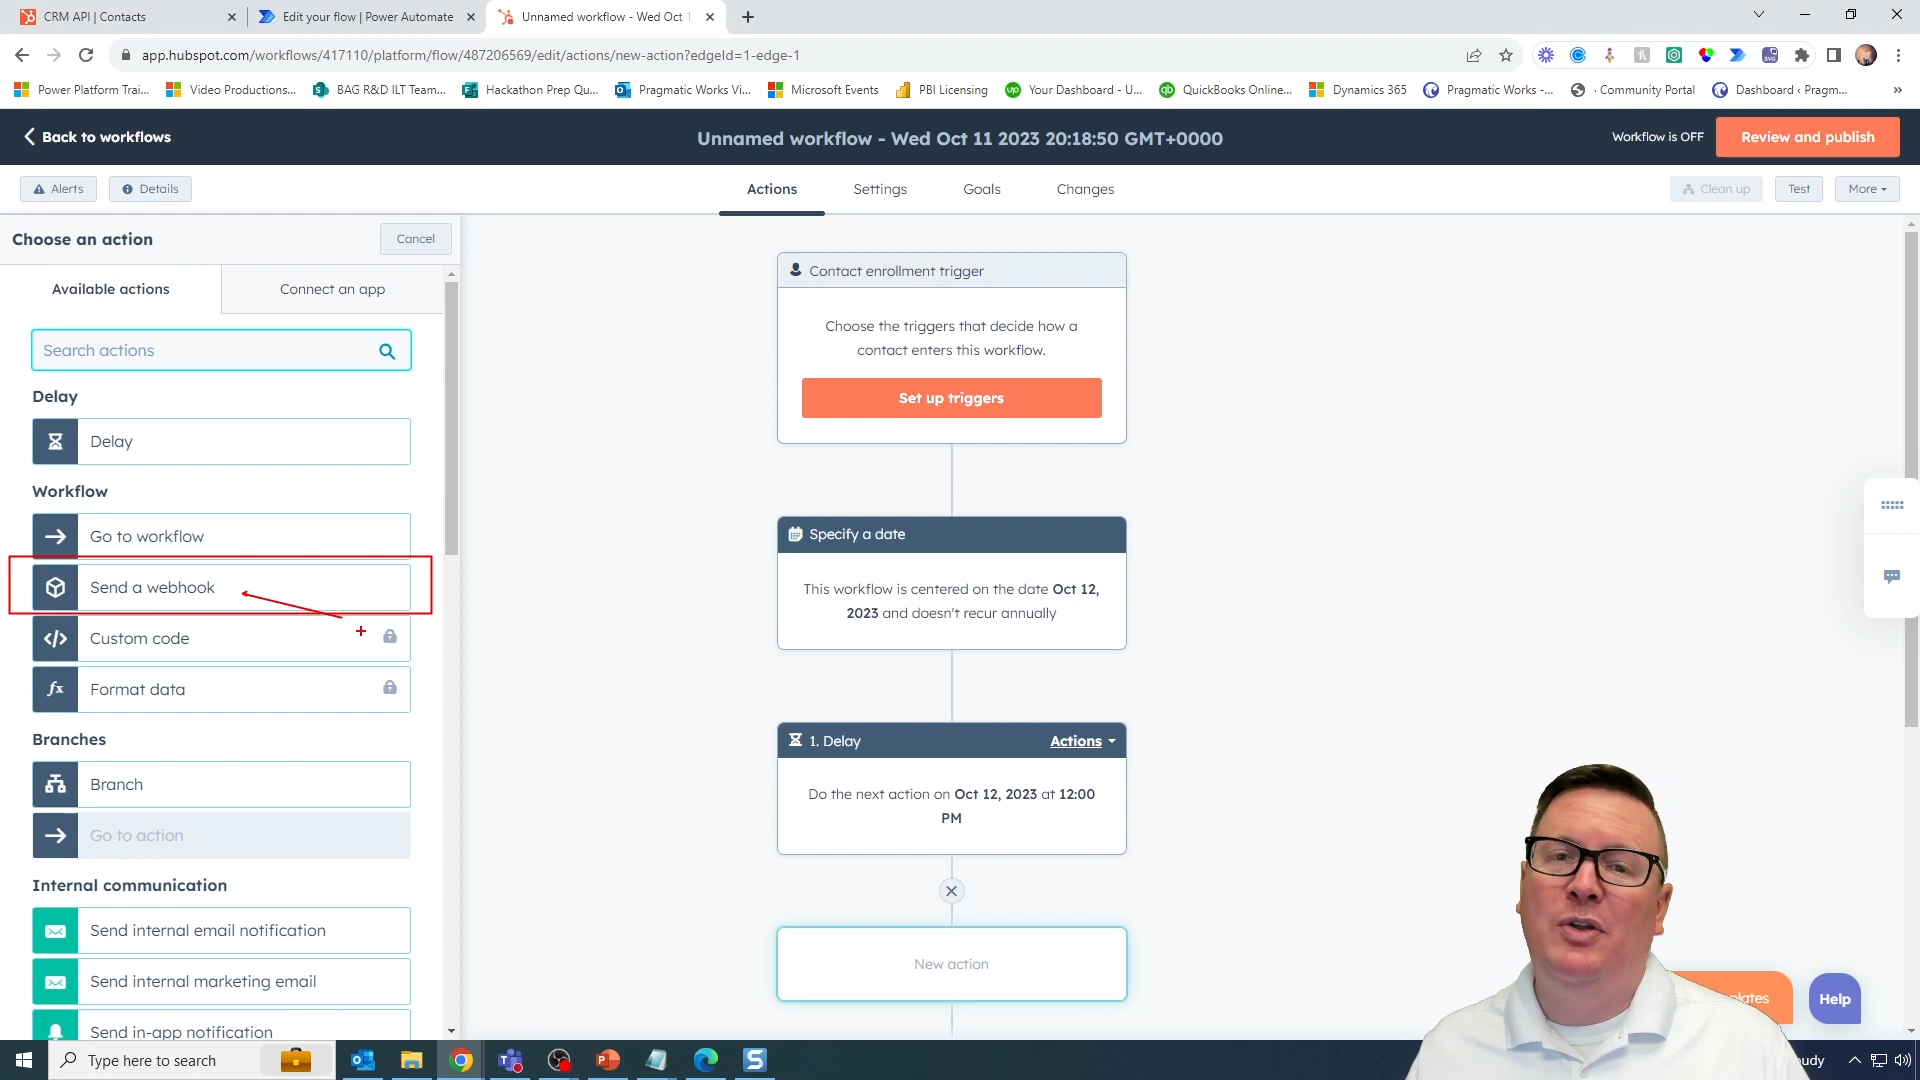 CRM API | Contacts
Edit your flow | Power Automate
Unnamed workflow - Wed Oct 1
app.hubspot.com/workflows/417110/platform/flow/487206569/edit/actions/new-action?edgeId=1-edge-1
Power Platform Trai...
Video Productions...
BAG R&D ILT Team...
Hackathon Prep Qu...
Pragmatic Works Vi...
Microsoft Events
PBI Licensing
Your Dashboard - U...
QuickBooks Online...
Dynamics 365
Pragmatic Works -...
· Community Portal
Dashboard ‹ Pragm...
Back to workflows
Unnamed workflow - Wed Oct 11 2023 20:18:50 GMT+0000
Workflow is OFF
Review and publish
Alerts
Details
Actions
Settings
Goals
Changes
Clean up
Test
More
Choose an action
Cancel
Available actions
Connect an app
Search actions
Delay
Delay
Workflow
Go to workflow
Send a webhook
Custom code
Format data
Branches
Branch
Go to action
Internal communication
Send internal email notification
Send internal marketing email
Send in-app notification
Contact enrollment trigger
Choose the triggers that decide how a
contact enters this workflow.
Set up triggers
Specify a date
This workflow is centered on the date Oct 12,
2023 and doesn't recur annually
1. Delay
Actions
Do the next action on Oct 12, 2023 at 12:00
PM
New action
Help
Type here to search